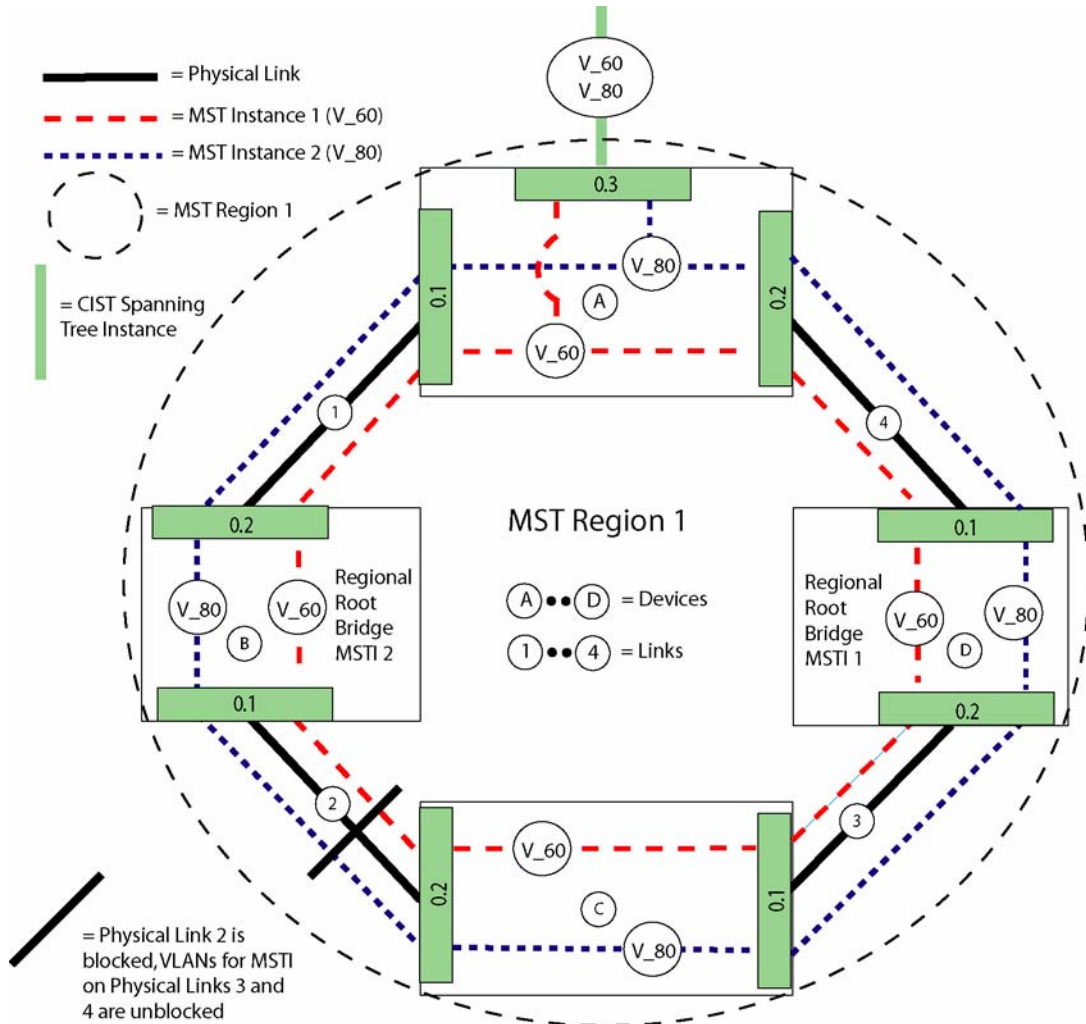 = Physical Link
= MST Instance 1 (V_60)
= MST Instance 2 (V_80)
= MST Region 1
= CIST Spanning
Tree Instance
V_60
V_80
0.3
0.1
0.2
V_80
A
V_60
1
4
0.2
V_80
V_60
B
Regional
Root
Bridge
MSTI 2
0.1
MST Region 1
A D = Devices
1 4 = Links
0.1
Regional
Root
Bridge
MSTI 1
V_60
V_80
D
0.2
2
3
0.2
V_60
C
V_80
0.1
= Physical Link 2 is
blocked, VLANs for MSTI
on Physical Links 3 and
4 are unblocked